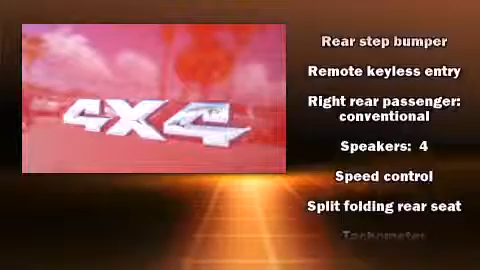 4X4
Rear step bumper
Remote keyless entry
Right rear passenger:
conventional
Speakers: 4
Speed control
Split folding rear seat
Tachometer